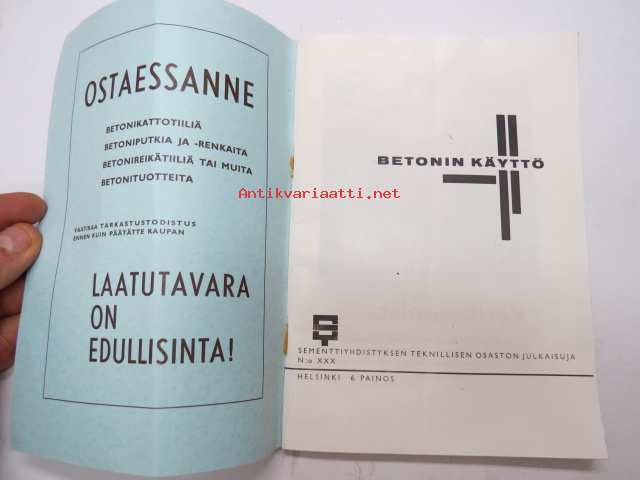 OSTAESSANNE
BETONIKATTOTIILIÄ
BETONIPUTKIA JA -RENKAITA
BETONIREIKÄTIILIÄ TAI MUITA
BETONITUOTTEITA
VAATIKAA TARKASTUSTODISTUS
ENNEN KUIN PÄÄTÄTTE KAUPAN
LAATUTAVARA
ON
EDULLISINTA!
BETONIN KÄYTTÖ
Antikvariaatti.net
SEMENTTIYHDISTYKSEN TEKNILLISEN OSASTON JULKAISUJA
N:o XXX
HELSINKI 6. PAINOS